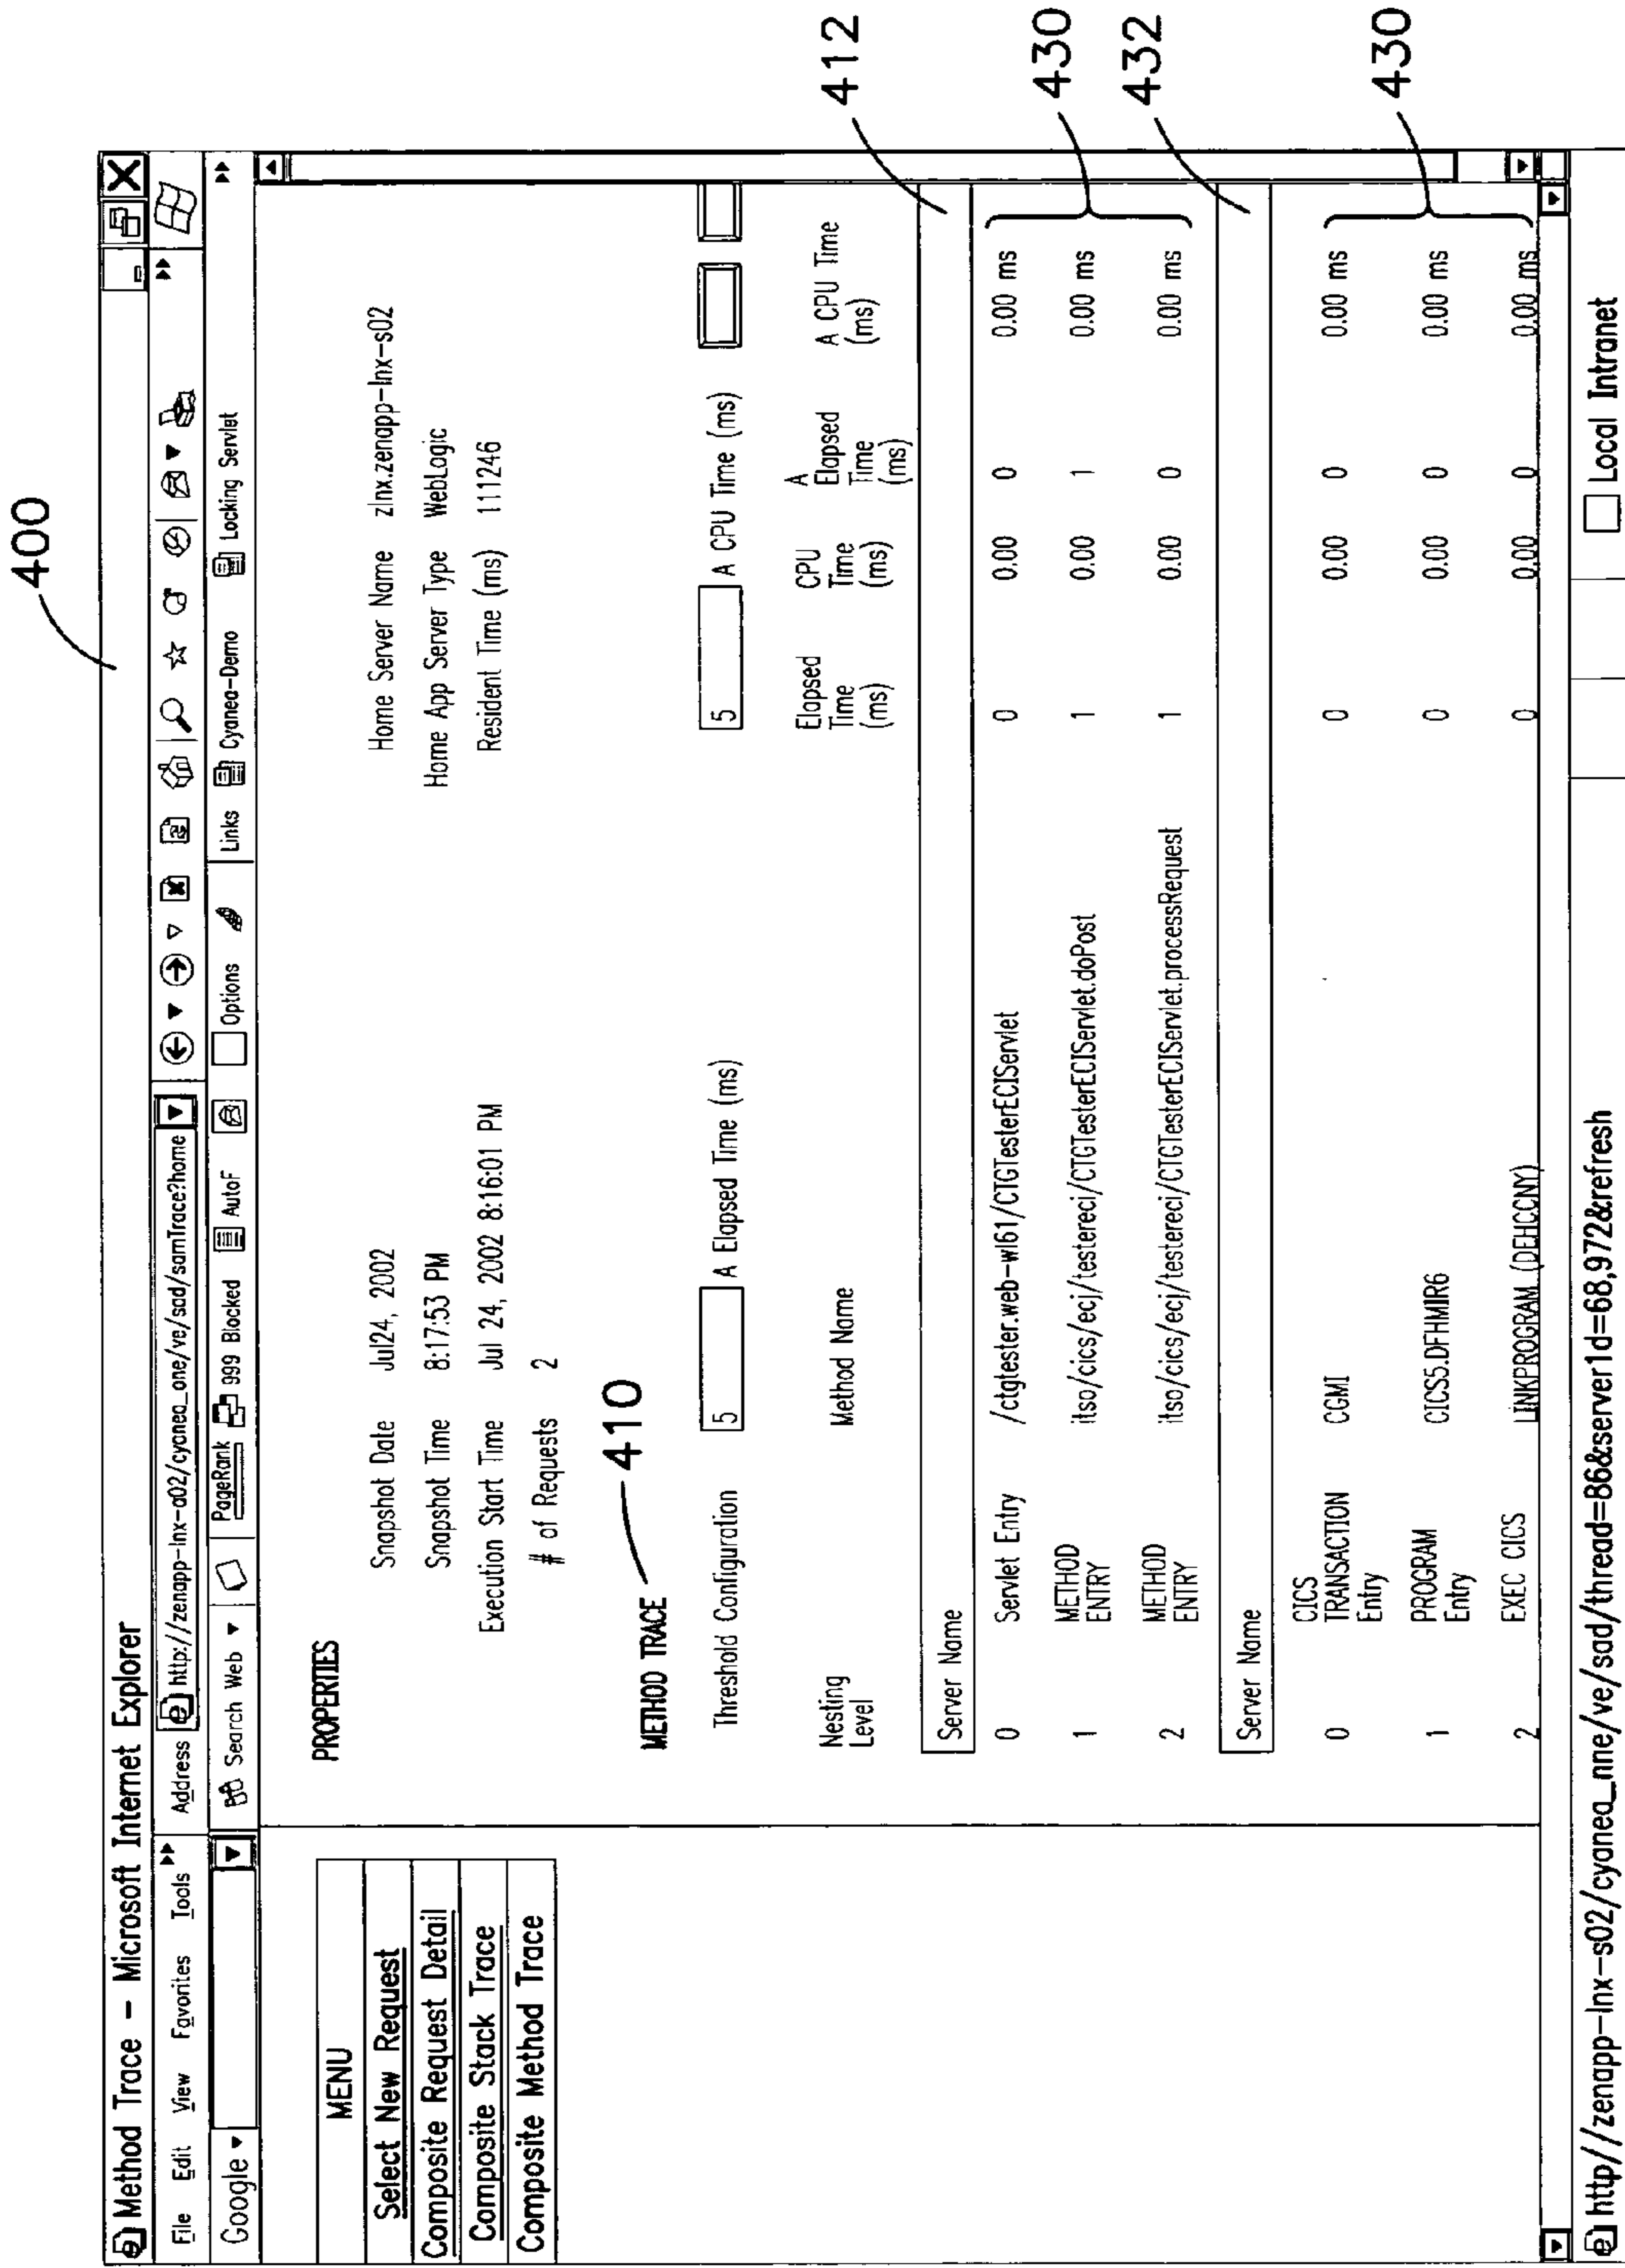 400
Method Trace - Microsoft Internet Explorer
File Edit View Favorites Tools
Address http://zenapp-lnx-a02/cyanea_one/ve/sad/samTrace?home
Google Search Web PageRank 999 Blocked AutoF Options Links Cyanea-Demo Locking Servlet
MENU
Select New Request
Composite Request Detail
Composite Stack Trace
Composite Method Trace
PROPERTIES
Snapshot Date Jul24, 2002 Home Server Name zlnx.zenapp-lnx-s02
Snapshot Time 8:17:53 PM Home App Server Type WebLogic
Execution Start Time Jul 24, 2002 8:16:01 PM Resident Time (ms) 111246
# of Requests 2
METHOD TRACE 410
Threshold Configuration 5 A Elapsed Time (ms) 5 A CPU Time (ms)
Nesting Level Method Name Elapsed Time (ms CPU Time (ms) A Elapsed Time (ms) A CPU Time (ms)
Server Name 412
0 Servlet Entry /ctgtester.web-wl61/CTGTesterECIServlet 0 0.00 0 0.00 ms
1 METHOD ENTRY itso/cics/ecj/testereci/CTGTesterECIServlet.doPost 1 0.00 1 0.00 ms 430
2 METHOD ENTRY itso/cics/ecj/testereci/CTGTesterECIServlet.processRequest 1 0.00 0 0.00 ms
Server Name 432
0 CICS TRANSACTION Entry CGMI 0 0.00 0 0.00 ms
1 PROGRAM Entry CICS5.DFHMIR6 0 0.00 0 0.00 ms 430
2 EXEC CICS LINKPROGRAM.(DEHCCNY) 0 0.00 0 0.00 ms
http//zenapp-lnx-s02/cyanea_nne/ve/sad/thread=86&server1d=68,972&refresh Local Intranet